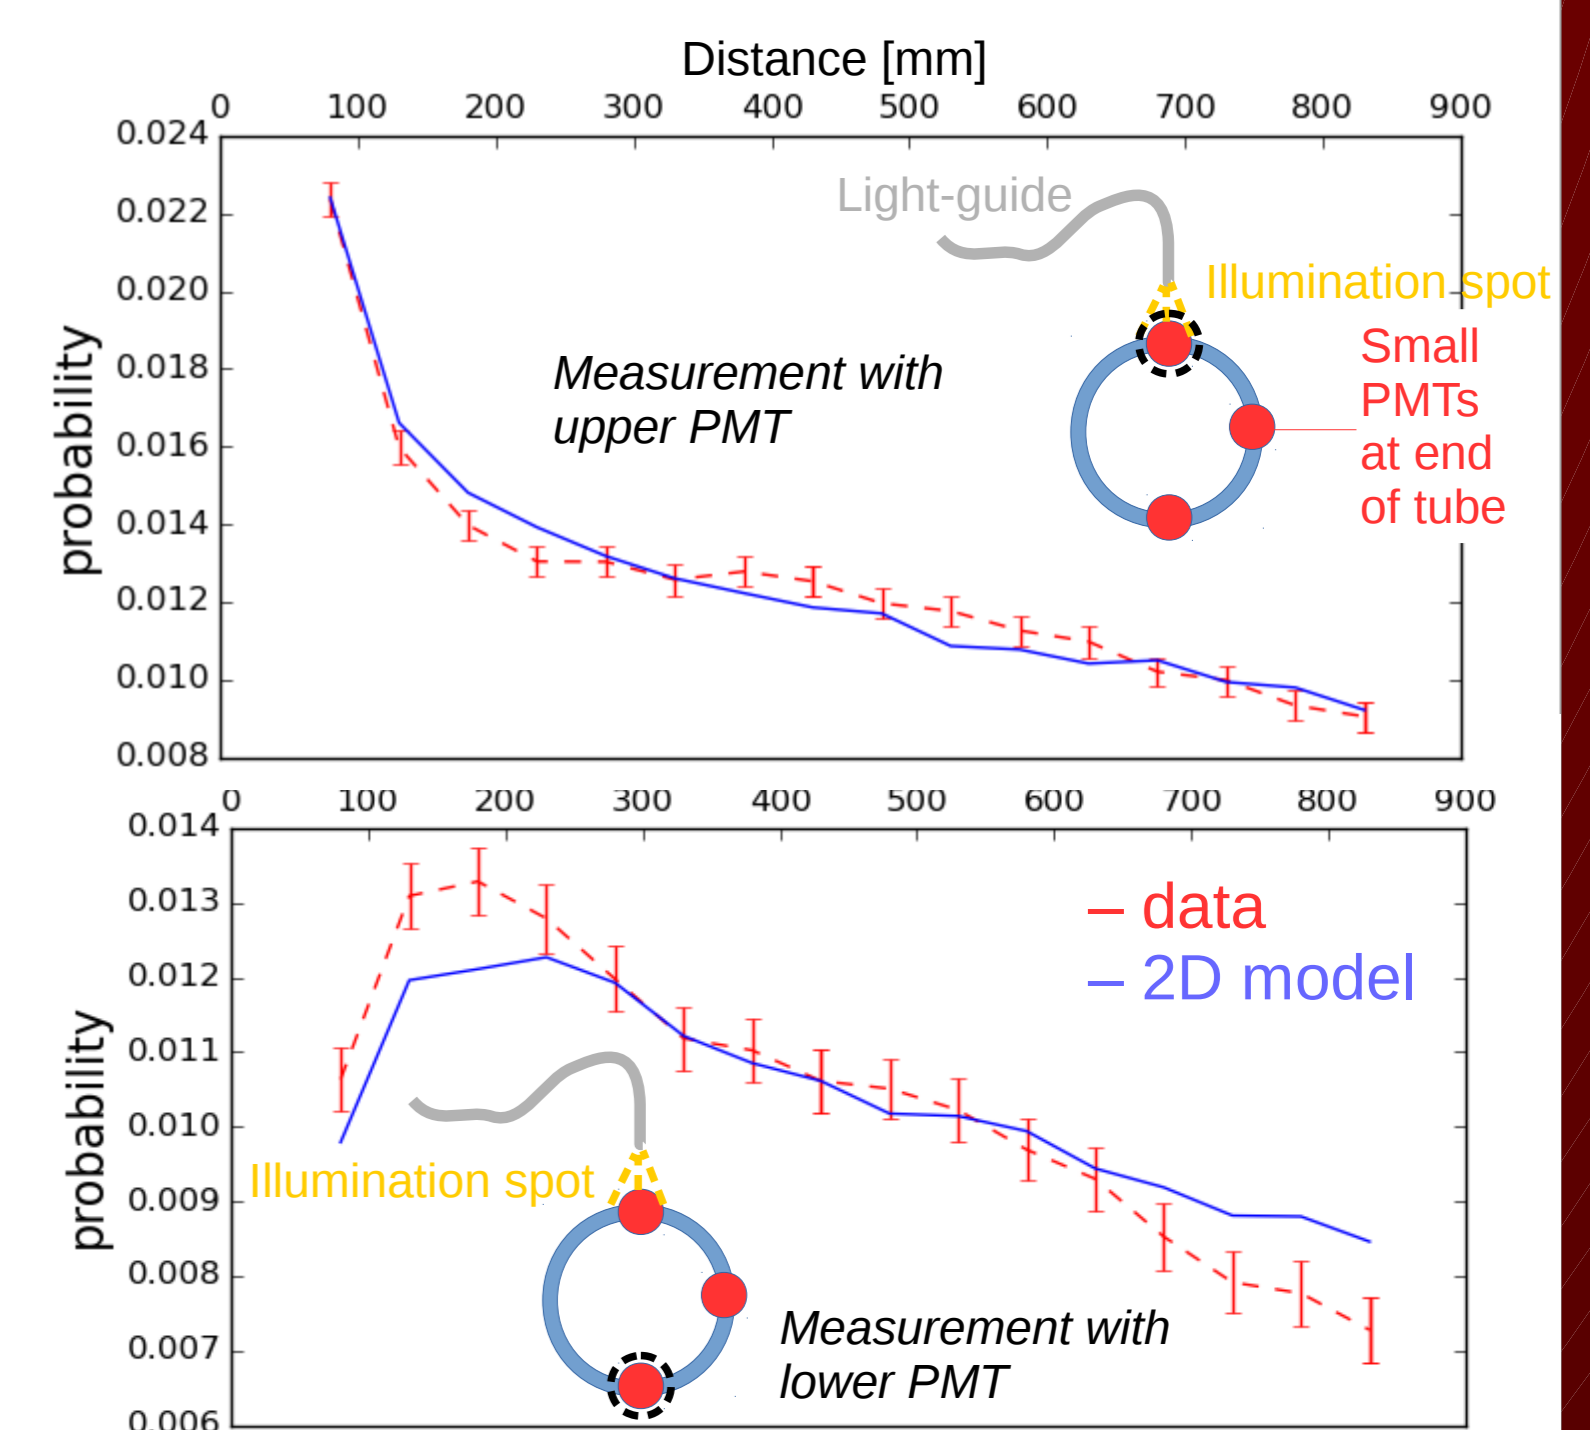 Distance [mm]
0 100 200 300 400 500 600 700 800 900
0.024
0.022
0.020
0.018
0.016
0.014
0.012
0.010
0.008
probability
Light-guide
Illumination spot
Small
PMTs
at end
of tube
Measurement with
upper PMT
0 100 200 300 400 500 600 700 800 900
0.014
0.013
0.012
0.011
0.010
0.009
0.008
0.007
0.006
probability
data
2D model
Illumination spot
Measurement with
lower PMT